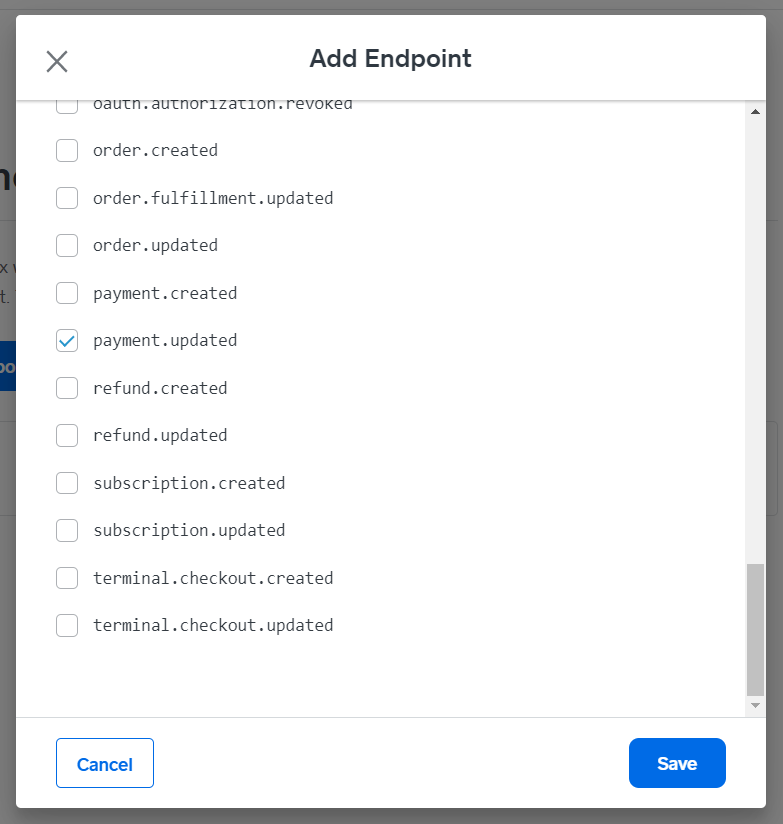 Add Endpoint
oauth.authorization.revoked
order.created
order.fulfillment.updated
order.updated
payment.created
payment.updated
refund.created
refund.updated
subscription.created
subscription.updated
terminal.checkout.created
terminal.checkout.updated
Cancel
Save